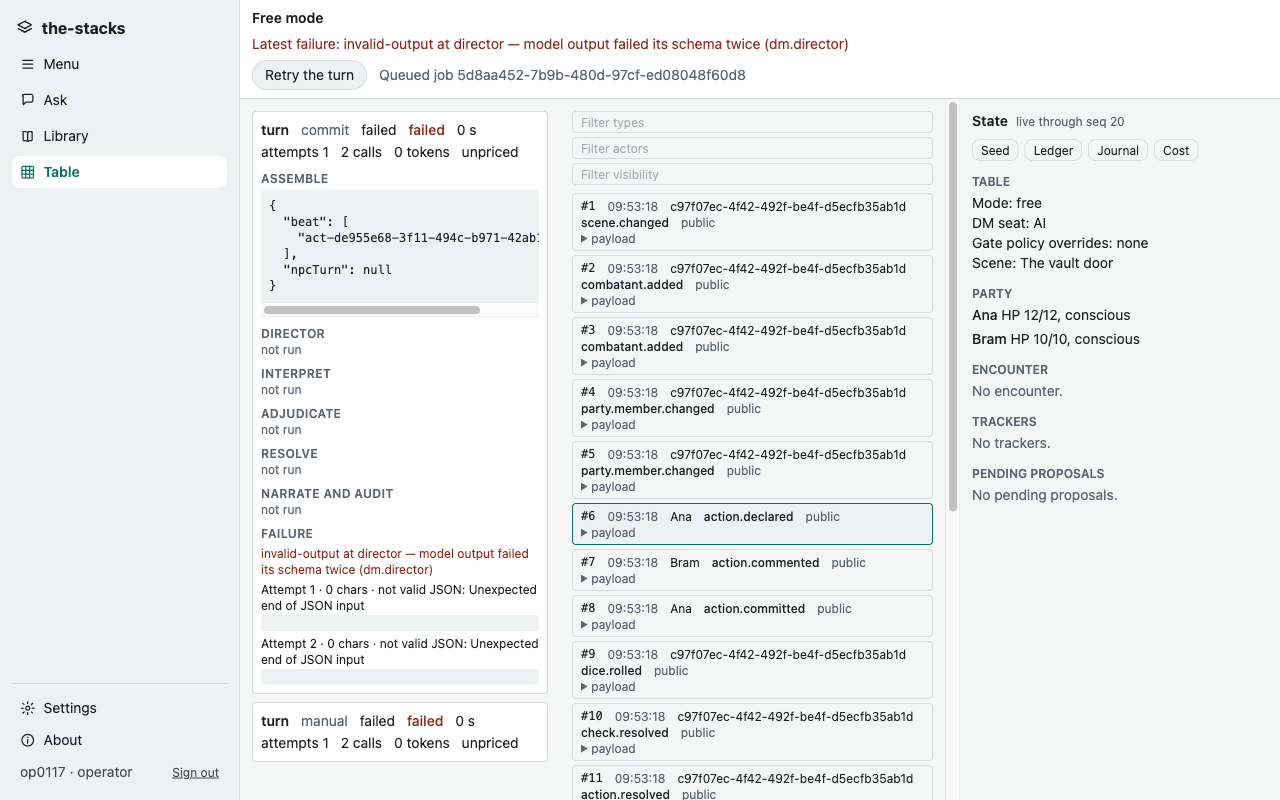 the-stacks
Menu
Ask
Library
Table
Settings
About
op0117 · operator
Sign out
Free mode
Latest failure: invalid-output at director — model output failed its schema twice (dm.director)
Retry the turn
Queued job 5d8aa452-7b9b-480d-97cf-ed08048f60d8
turn commit failed failed 0 s
attempts 1 2 calls 0 tokens unpriced
ASSEMBLE
{
"beat": [
"act-de955e68-3f11-494c-b971-42ab1
],
"npcTurn": null
}
DIRECTOR
not run
INTERPRET
not run
ADJUDICATE
not run
RESOLVE
not run
NARRATE AND AUDIT
not run
FAILURE
invalid-output at director — model output failed
its schema twice (dm.director)
Attempt 1 · 0 chars · not valid JSON: Unexpected
end of JSON input
Attempt 2 · 0 chars · not valid JSON: Unexpected
end of JSON input
turn manual failed failed 0 s
attempts 1 2 calls 0 tokens unpriced
Filter types
Filter actors
Filter visibility
#1 09:53:18 c97f07ec-4f42-492f-be4f-d5ecfb35ab1d
scene.changed public
payload
#2 09:53:18 c97f07ec-4f42-492f-be4f-d5ecfb35ab1d
combatant.added public
payload
#3 09:53:18 c97f07ec-4f42-492f-be4f-d5ecfb35ab1d
combatant.added public
payload
#4 09:53:18 c97f07ec-4f42-492f-be4f-d5ecfb35ab1d
party.member.changed public
payload
#5 09:53:18 c97f07ec-4f42-492f-be4f-d5ecfb35ab1d
party.member.changed public
payload
#6 09:53:18 Ana action.declared public
payload
#7 09:53:18 Bram action.commented public
payload
#8 09:53:18 Ana action.committed public
payload
#9 09:53:18 c97f07ec-4f42-492f-be4f-d5ecfb35ab1d
dice.rolled public
payload
#10 09:53:18 c97f07ec-4f42-492f-be4f-d5ecfb35ab1d
check.resolved public
payload
#11 09:53:18 c97f07ec-4f42-492f-be4f-d5ecfb35ab1d
action.resolved public
State live through seq 20
Seed Ledger Journal Cost
TABLE
Mode: free
DM seat: AI
Gate policy overrides: none
Scene: The vault door
PARTY
Ana HP 12/12, conscious
Bram HP 10/10, conscious
ENCOUNTER
No encounter.
TRACKERS
No trackers.
PENDING PROPOSALS
No pending proposals.